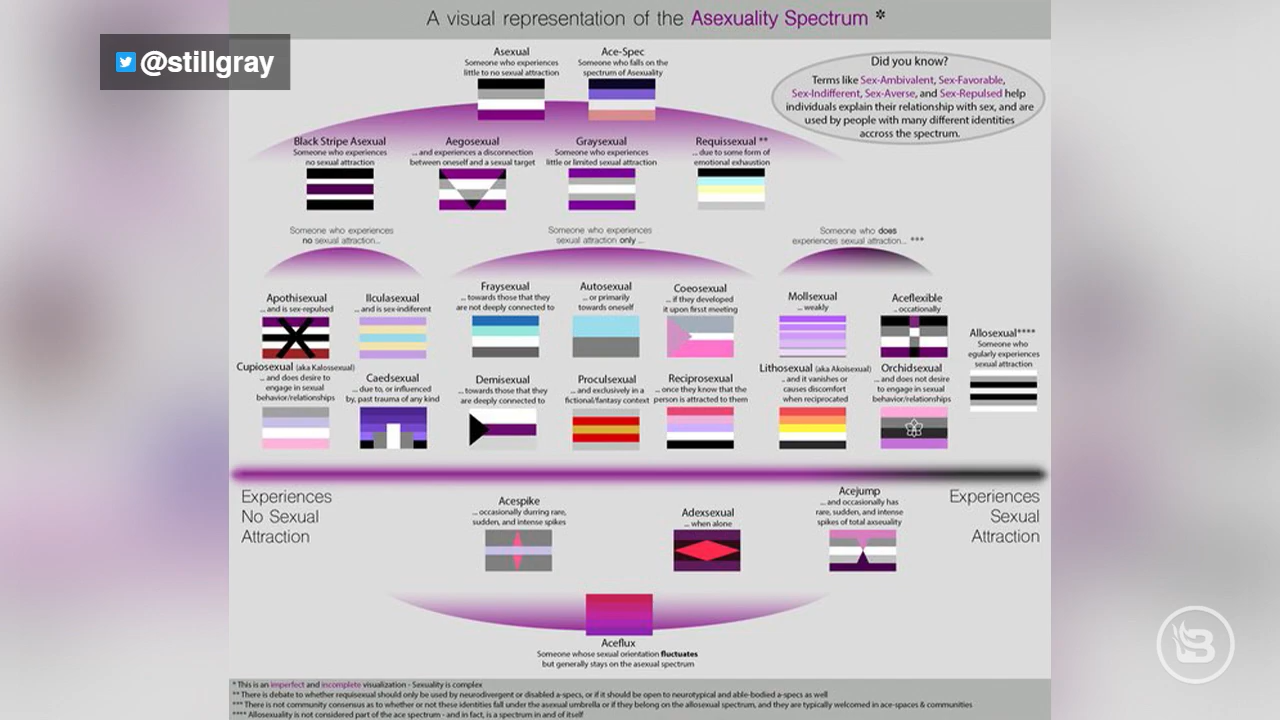 A visual representation of the Asexuality Spectrum *
@stillgray
Asexual
Someone who experiences
little to no sexual attraction
Ace-Spec
Someone who falls on the
spectrum of Asexuality
Did you know?
Terms like Sex-Ambivalent, Sex-Favorable,
Sex-Indifferent, Sex-Averse, and Sex-Repulsed help
individuals explain their relationship with sex, and are
used by people with many different identities
accross the spectrum.
Black Stripe Asexual
Someone who experiences
no sexual attraction
Aegosexual
... and experiences a disconnection
between oneself and a sexual target
Graysexual
Someone who experiences
little or limited sexual attraction
Requissexual **
... due to some form of
emotional exhaustion
Someone who experiences
no sexual attraction...
Someone who experiences
sexual attraction only ...
Someone who does
experiences sexual attraction... ***
Apothisexual
... and is sex-repulsed
Ilculasexual
... and is sex-indifirent
Fraysexual
... towards those that they
are not deeply connected to
Autosexual
... or primarily
towards oneself
Coeosexual
... if they developed
it upon firsst meeting
Mollsexual
... weakly
Aceflexible
.. occationally
Allosexual****
Someone who
egularly experiences
sexual attraction
Cupiosexual (aka Kalossexual)
... and does desire to
engage in sexual
behavior/relationships
Caedsexual
... due to, or influenced
by, past trauma of any kind
Demisexual
... towards those that they
are deeply connected to
Proculsexual
... and exclusively in a
fictional/fantasy context
Reciprosexual
... once they know that the
person is attracted to them
Lithosexual (aka Akoisexual)
... and it vanishes or
causes discomfort
when reciprocated
Orchidsexual
... and does not desire
to engage in sexual
behavior/relationships
Experiences
No Sexual
Attraction
Experiences
Sexual
Attraction
Acespike
... occasionally durring rare,
sudden, and intense spikes
Adexsexual
... when alone
Acejump
... and occasionally has
rare, sudden, and intense
spikes of total axseuality
Aceflux
Someone whose sexual orientation fluctuates
but generally stays on the asexual spectrum
* This is an imperfect and incomplete visualization - Sexuality is complex
** There is debate to whether requisexual should only be used by neurodivergent or disabled a-specs, or if it should be open to neurotypical and able-bodied a-specs as well
*** There is not community consensus as to whether or not these identities fall under the asexual umbrella or if they belong on the allosexual spectrum, and they are typically welcomed in ace-spaces & communities
**** Allosexuality is not considered part of the ace spectrum - and in fact, is a spectrum in and of itself
B